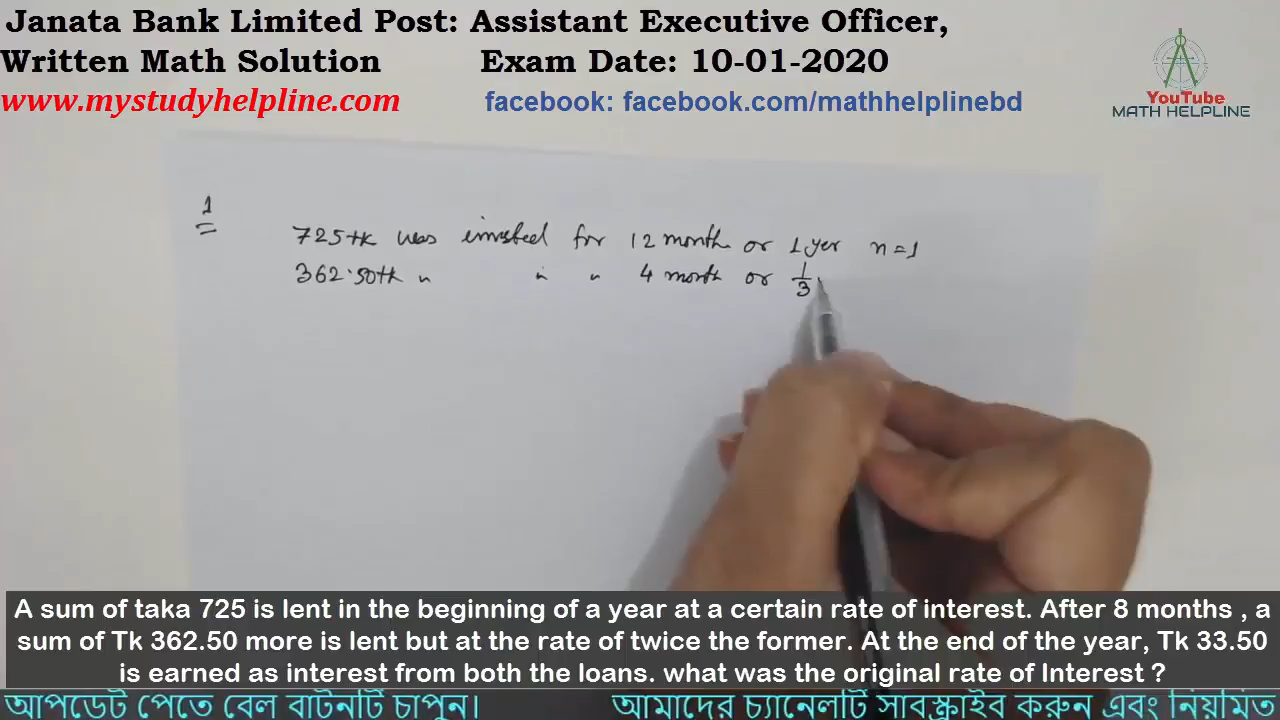 Janata Bank Limited Post: Assistant Executive Officer,
Written Math Solution Exam Date: 10-01-2020
www.mystudyhelpline.com facebook: facebook.com/mathhelplinebd
YouTube
MATH HELPLINE
1
725tk was invsted for 12 month or 1 yer n=1
362.50tk " " " 4 month or 1/3
A sum of taka 725 is lent in the beginning of a year at a certain rate of interest. After 8 months , a
sum of Tk 362.50 more is lent but at the rate of twice the former. At the end of the year, Tk 33.50
is earned as interest from both the loans. what was the original rate of Interest ?
আপডেট পেতে বেল বাটনটি চাপুন। আমাদের চ্যানেলটি সাবস্ক্রাইব করুন এবং নিয়মিত